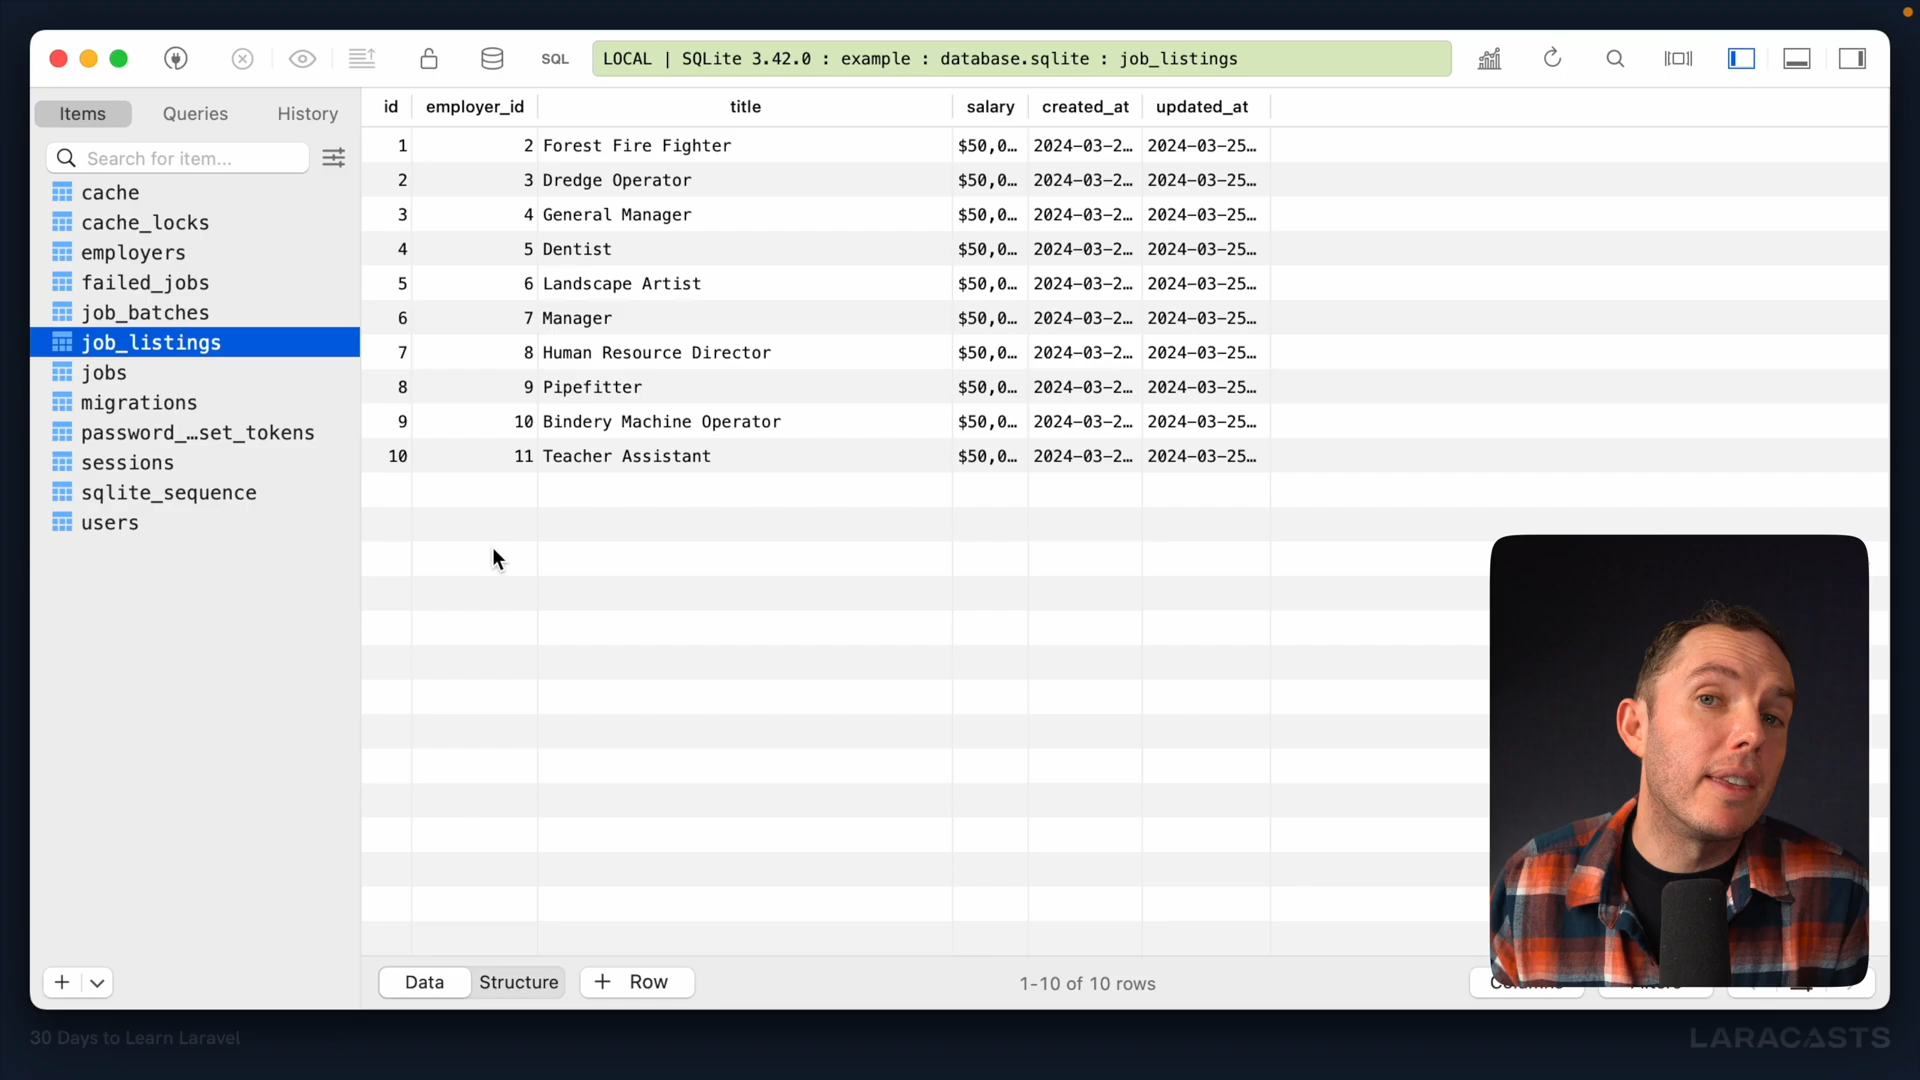 SQL
LOCAL | SQLite 3.42.0 : example : database.sqlite : job_listings
Items Queries History
Search for item...
cache
cache_locks
employers
failed_jobs
job_batches
job_listings
jobs
migrations
password_…set_tokens
sessions
sqlite_sequence
users
id employer_id title salary created_at updated_at
1 2 Forest Fire Fighter $50,0… 2024-03-2… 2024-03-25…
2 3 Dredge Operator $50,0… 2024-03-2… 2024-03-25…
3 4 General Manager $50,0… 2024-03-2… 2024-03-25…
4 5 Dentist $50,0… 2024-03-2… 2024-03-25…
5 6 Landscape Artist $50,0… 2024-03-2… 2024-03-25…
6 7 Manager $50,0… 2024-03-2… 2024-03-25…
7 8 Human Resource Director $50,0… 2024-03-2… 2024-03-25…
8 9 Pipefitter $50,0… 2024-03-2… 2024-03-25…
9 10 Bindery Machine Operator $50,0… 2024-03-2… 2024-03-25…
10 11 Teacher Assistant $50,0… 2024-03-2… 2024-03-25…
Data Structure + Row 1-10 of 10 rows
30 Days to Learn Laravel
LARACASTS